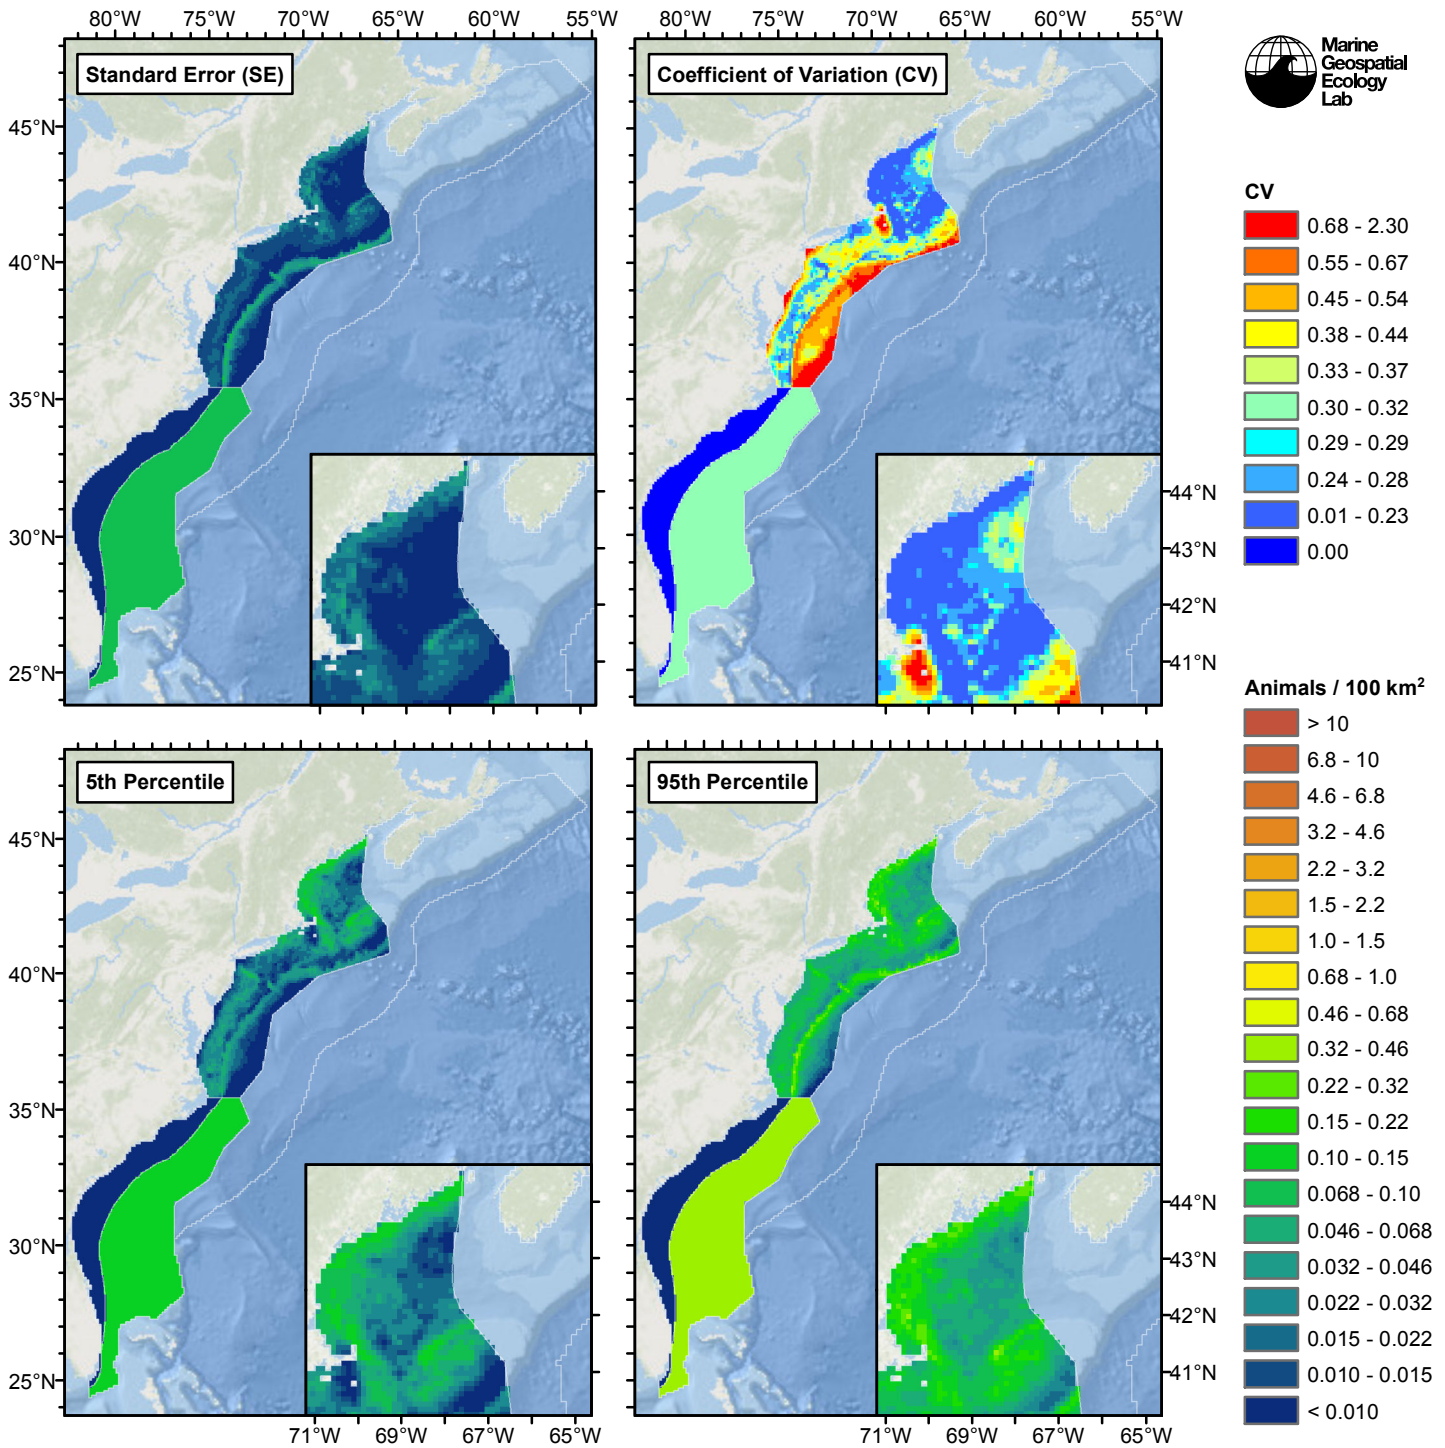 80°W 75°W 70°W 65°W 60°W 55°W
80°W 75°W 70°W 65°W 60°W 55°W
Standard Error (SE)
Coefficient of Variation (CV)
45°N
40°N
35°N
30°N
25°N
44°N
43°N
42°N
41°N
Marine
Geospatial
Ecology
Lab
CV
0.68 - 2.30
0.55 - 0.67
0.45 - 0.54
0.38 - 0.44
0.33 - 0.37
0.30 - 0.32
0.29 - 0.29
0.24 - 0.28
0.01 - 0.23
0.00
5th Percentile
95th Percentile
45°N
40°N
35°N
30°N
25°N
44°N
43°N
42°N
41°N
71°W 69°W 67°W 65°W
71°W 69°W 67°W 65°W
Animals / 100 km²
> 10
6.8 - 10
4.6 - 6.8
3.2 - 4.6
2.2 - 3.2
1.5 - 2.2
1.0 - 1.5
0.68 - 1.0
0.46 - 0.68
0.32 - 0.46
0.22 - 0.32
0.15 - 0.22
0.10 - 0.15
0.068 - 0.10
0.046 - 0.068
0.032 - 0.046
0.022 - 0.032
0.015 - 0.022
0.010 - 0.015
< 0.010